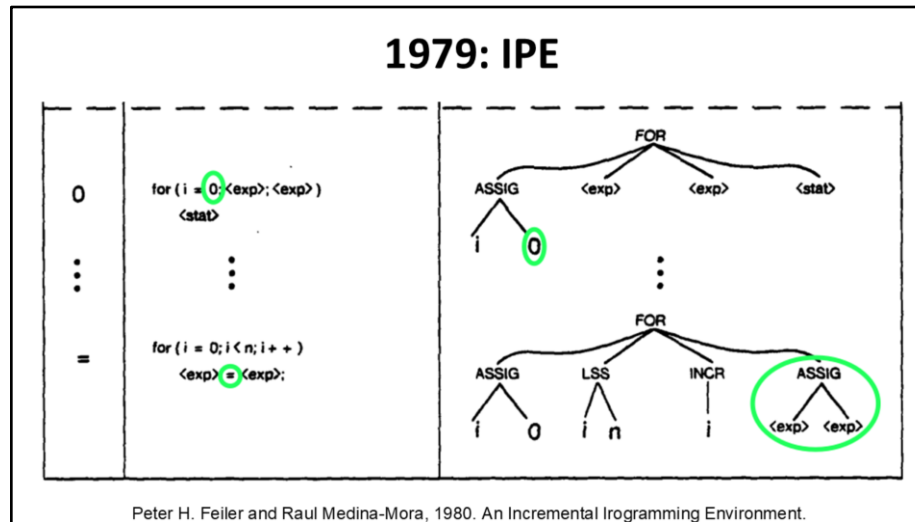 1979: IPE
FOR
0
for ( i = 0; <exp>; <exp> )
ASSIG <exp> <exp> <stat>
<stat>
i 0
FOR
=
for ( i = 0; i < n; i + + )
<exp> = <exp>;
ASSIG LSS INCR ASSIG
i 0 i n i <exp> <exp>
Peter H. Feiler and Raul Medina-Mora, 1980. An Incremental Irogramming Environment.